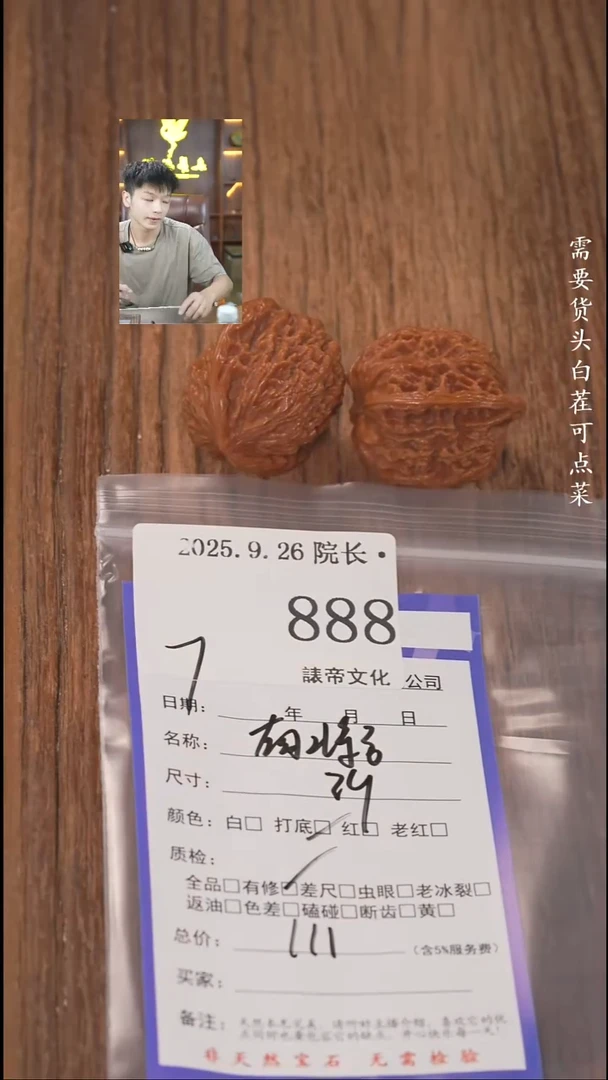 需要货头白茬可点菜
2025.9.26 院长·
888
7
謀帝文化 公司
日期: 年 月 日
名称:
尺寸: 39
颜色: 白□ 打底□ 红□ 老红□
质检:
全品□有修□差尺□虫眼□老冰裂□
返油□色差□磕碰□断齿□黄□
总价: 111 (含5%服务费)
买家:
备注:
非天然宝石 无需检验